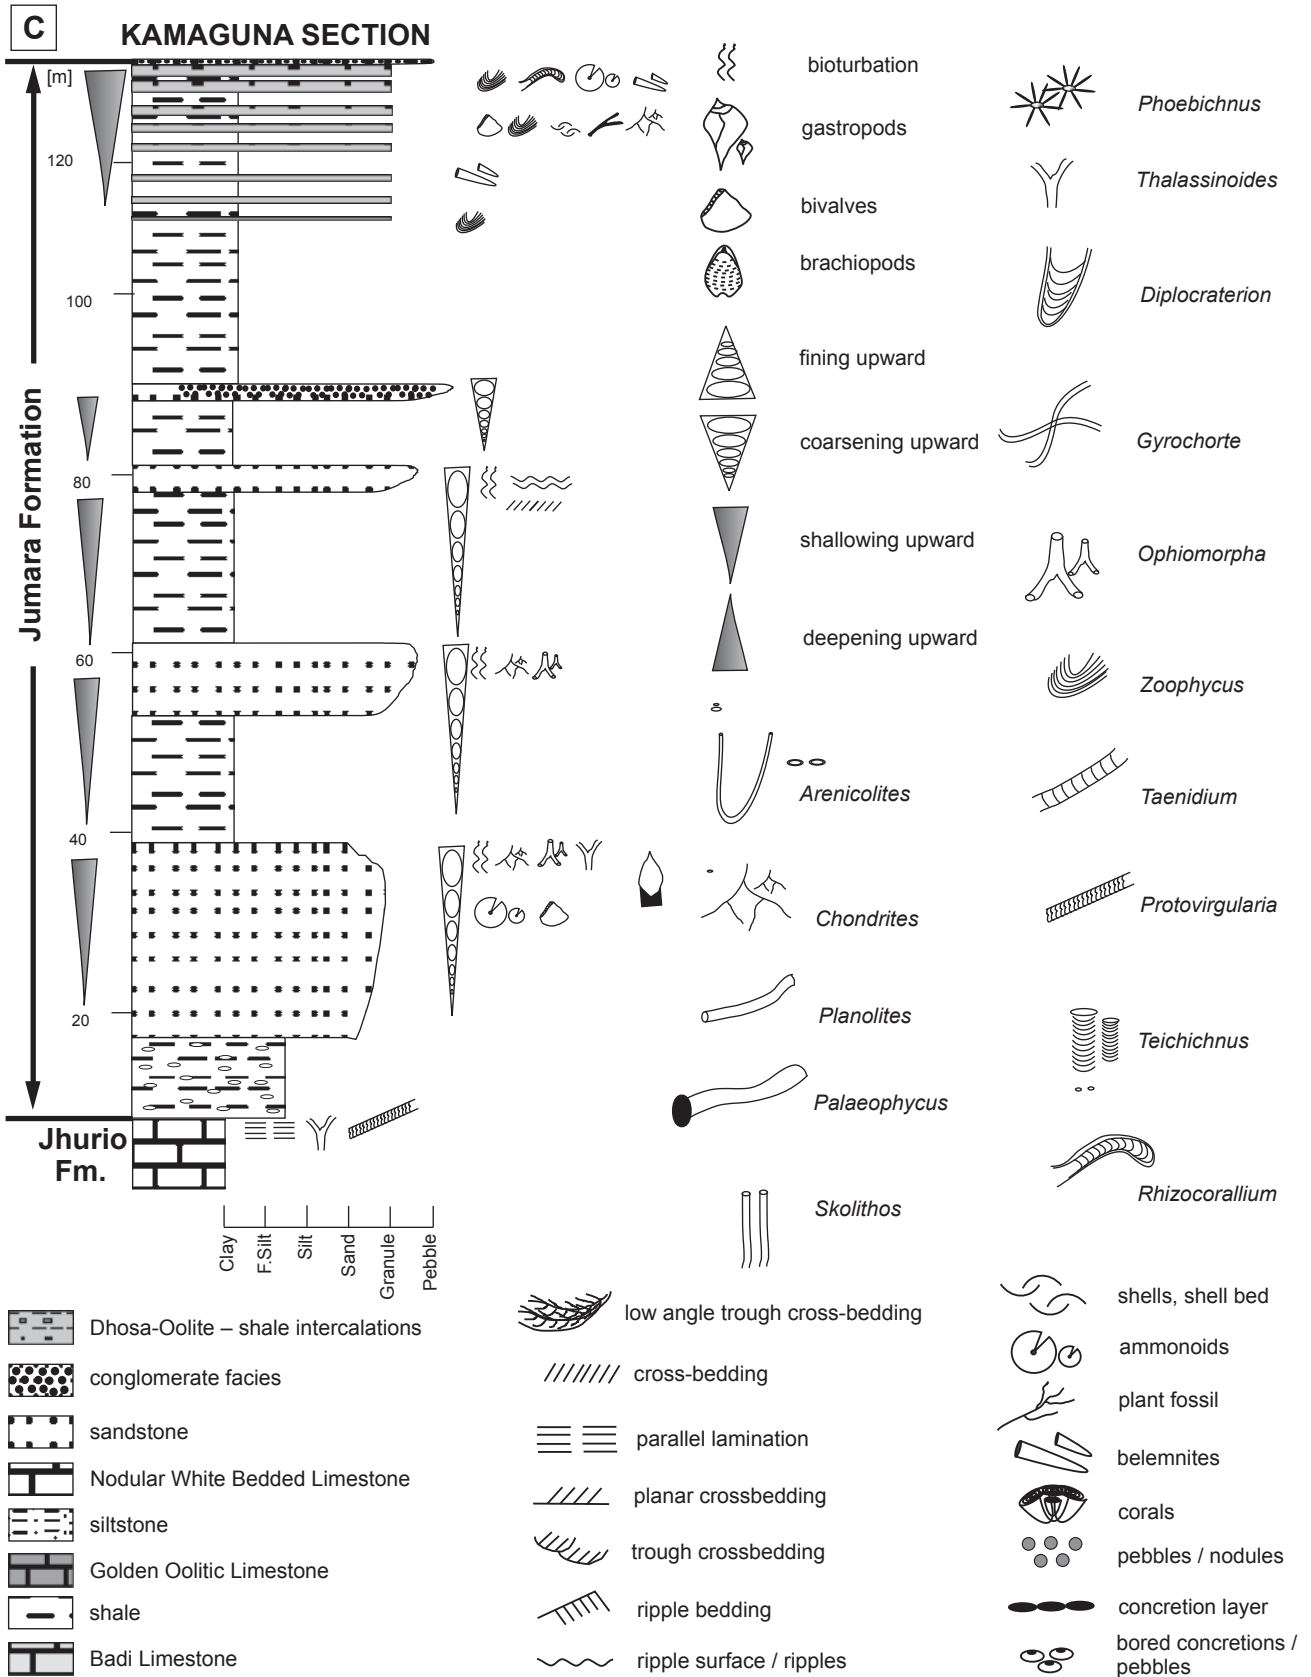 C
KAMAGUNA SECTION
[m]
120
100
80
60
40
20
Jumara Formation
Jhurio
Fm.
Clay
F.Silt
Silt
Sand
Granule
Pebble
bioturbation
gastropods
bivalves
brachiopods
fining upward
coarsening upward
shallowing upward
deepening upward
Arenicolites
Chondrites
Planolites
Palaeophycus
Skolithos
Phoebichnus
Thalassinoides
Diplocraterion
Gyrochorte
Ophiomorpha
Zoophycus
Taenidium
Protovirgularia
Teichichnus
Rhizocorallium
Dhosa-Oolite – shale intercalations
conglomerate facies
sandstone
Nodular White Bedded Limestone
siltstone
Golden Oolitic Limestone
shale
Badi Limestone
low angle trough cross-bedding
cross-bedding
parallel lamination
planar crossbedding
trough crossbedding
ripple bedding
ripple surface / ripples
shells, shell bed
ammonoids
plant fossil
belemnites
corals
pebbles / nodules
concretion layer
bored concretions /
pebbles